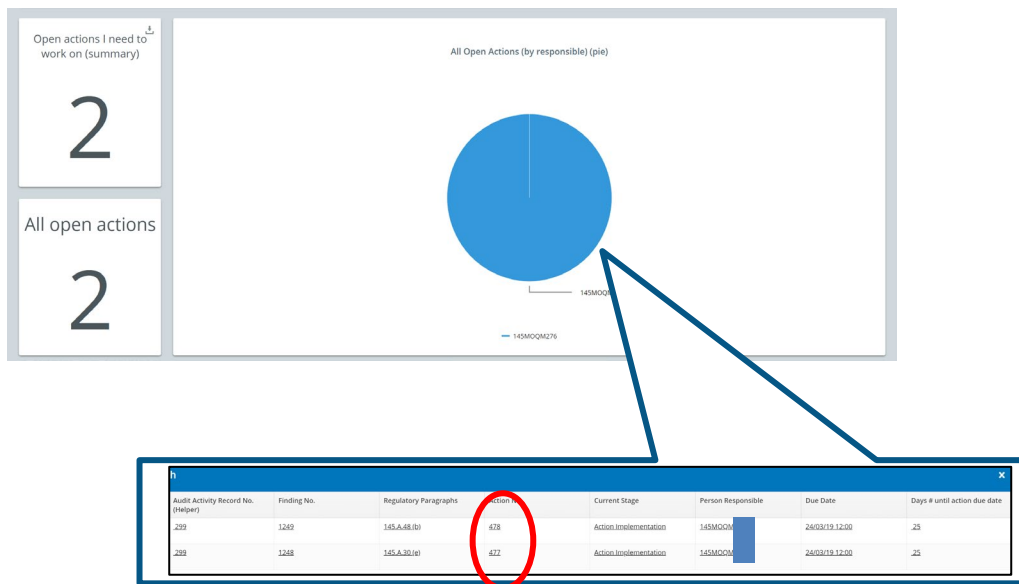 Open actions I need to
work on (summary)
2
All open actions
2
All Open Actions (by responsible) (pie)
145MOQM
145MOQM276
h x
Audit Activity Record No. (Helper) Finding No. Regulatory Paragraphs Action N Current Stage Person Responsible Due Date Days # until action due date
299 1249 145.A.48 (b) 478 Action Implementation 145MOQM 24/03/19 12:00 25
299 1248 145.A.30 (e) 477 Action Implementation 145MOQM 24/03/19 12:00 25